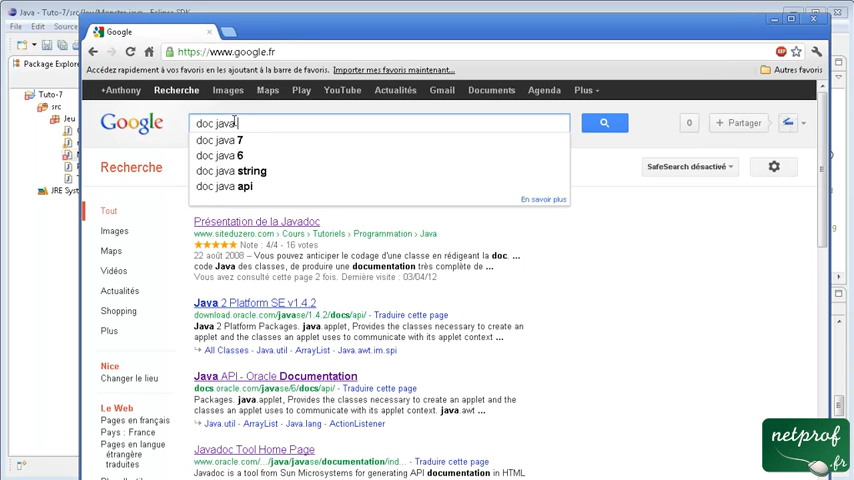 Java - Tuto-7/src/Jeu/Monstre.java - Eclipse SDK
File Edit Source
Package Explore
Tuto-7
src
Jeu
JRE System
Google
https://www.google.fr
Accédez rapidement à vos favoris en les ajoutant à la barre de favoris. Importer mes favoris maintenant...
Autres favoris
+Anthony Recherche Images Maps Play YouTube Actualités Gmail Documents Agenda Plus
Google
doc java
0
+ Partager
doc java 7
doc java 6
doc java string
doc java api
En savoir plus
Recherche
SafeSearch désactivé
Tout
Images
Maps
Vidéos
Actualités
Shopping
Plus
Nice
Changer le lieu
Le Web
Pages en français
Pays : France
Pages en langue
étrangère
traduites
Présentation de la Javadoc
www.siteduzero.com › Cours › Tutoriels › Programmation › Java
Note : 4/4 - 16 votes
22 août 2008 – Vous pouvez anticiper le codage d'une classe en rédigeant la doc. ...
code Java des classes, de produire une documentation très complète de ...
Vous avez consulté cette page 2 fois. Dernière visite : 03/04/12
Java 2 Platform SE v1.4.2
download.oracle.com/javase/1.4.2/docs/api/ - Traduire cette page
Java 2 Platform Packages. java.applet, Provides the classes necessary to create an
applet and the classes an applet uses to communicate with its applet context ...
All Classes - Java.util - ArrayList - Java.awt.im.spi
Java API - Oracle Documentation
docs.oracle.com/javase/6/docs/api/ - Traduire cette page
Packages. java.applet, Provides the classes necessary to create an applet and the
classes an applet uses to communicate with its applet context. java.awt ...
Java.util - ArrayList - Java.lang - ActionListener
Javadoc Tool Home Page
www.oracle.com/.../java/javase/documentation/ind... - Traduire cette page
Javadoc is a tool from Sun Microsystems for generating API documentation in HTML
netprof
.fr